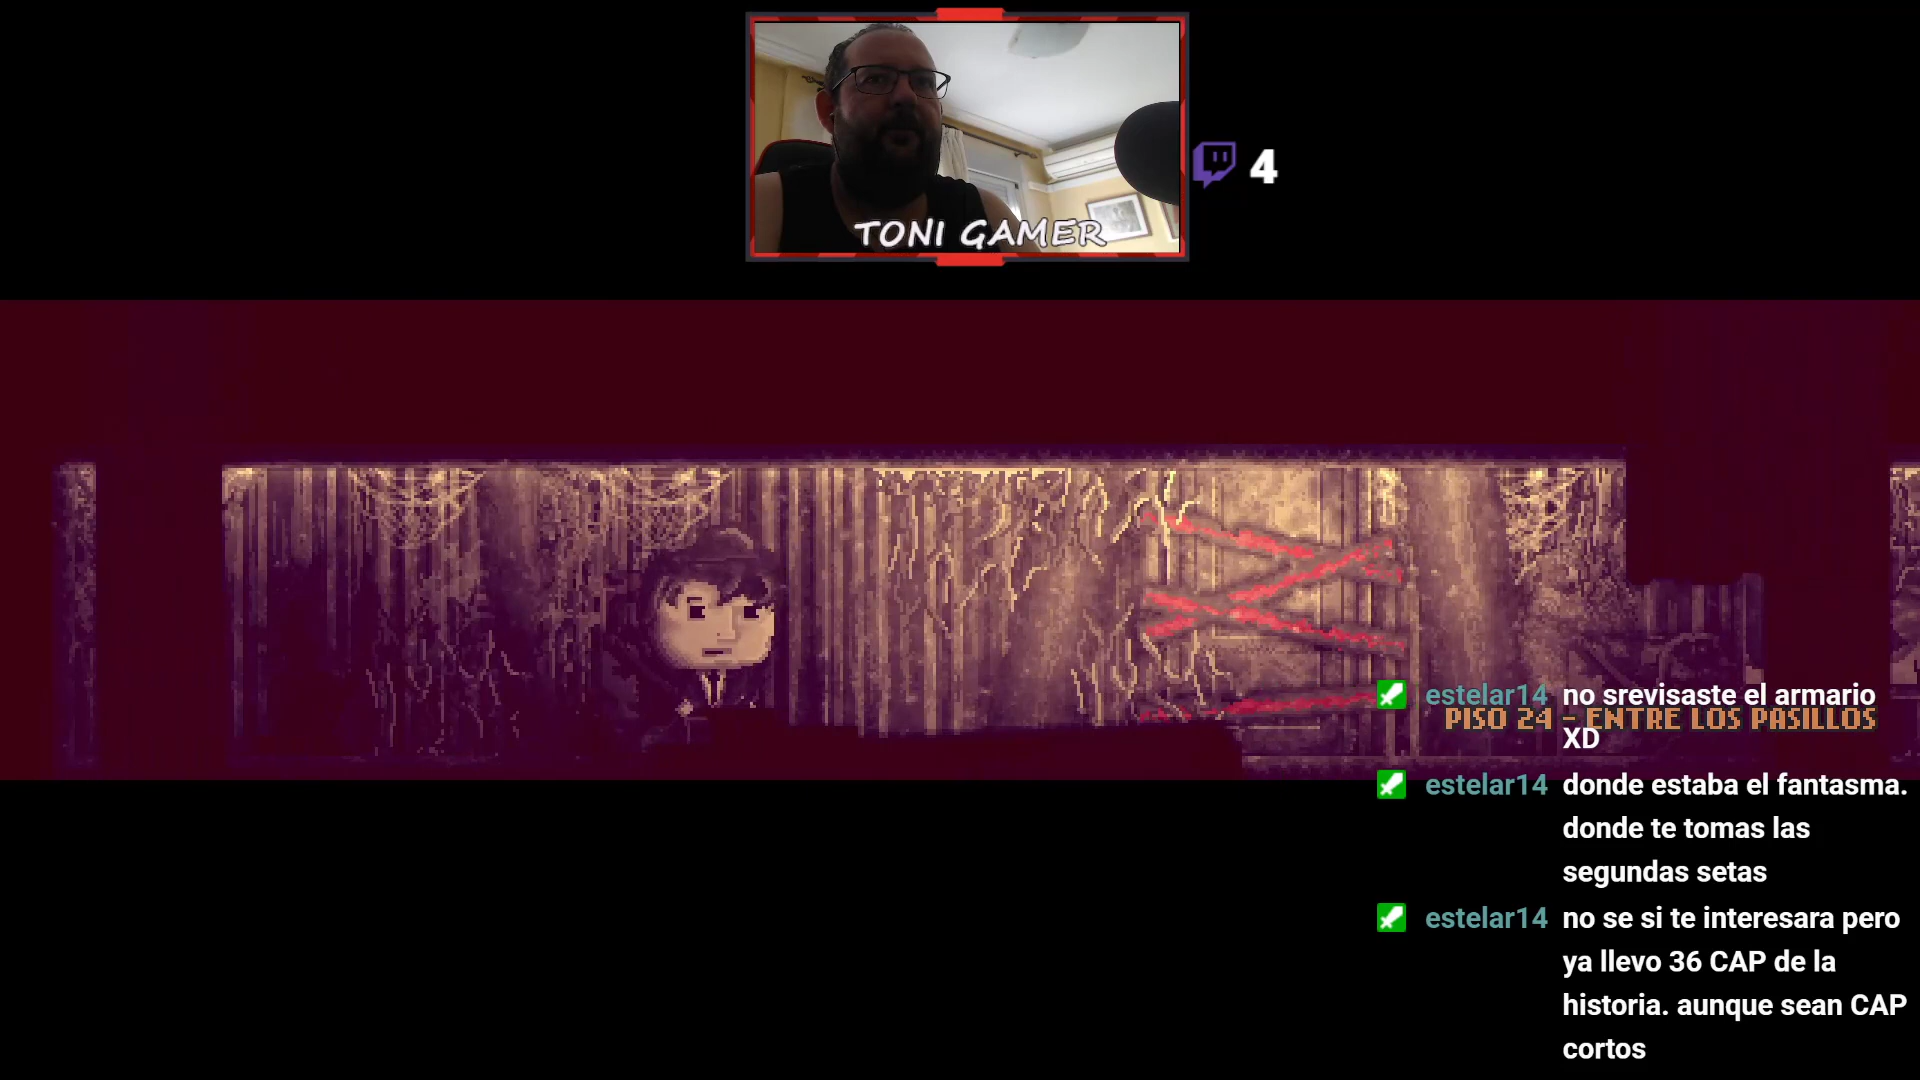 TONI GAMER
4
estelar14 no srevisaste el armario
PISO 24 - ENTRE LOS PASILLOS
XD
estelar14 donde estaba el fantasma.
donde te tomas las
segundas setas
estelar14 no se si te interesara pero
ya llevo 36 CAP de la
historia. aunque sean CAP
cortos